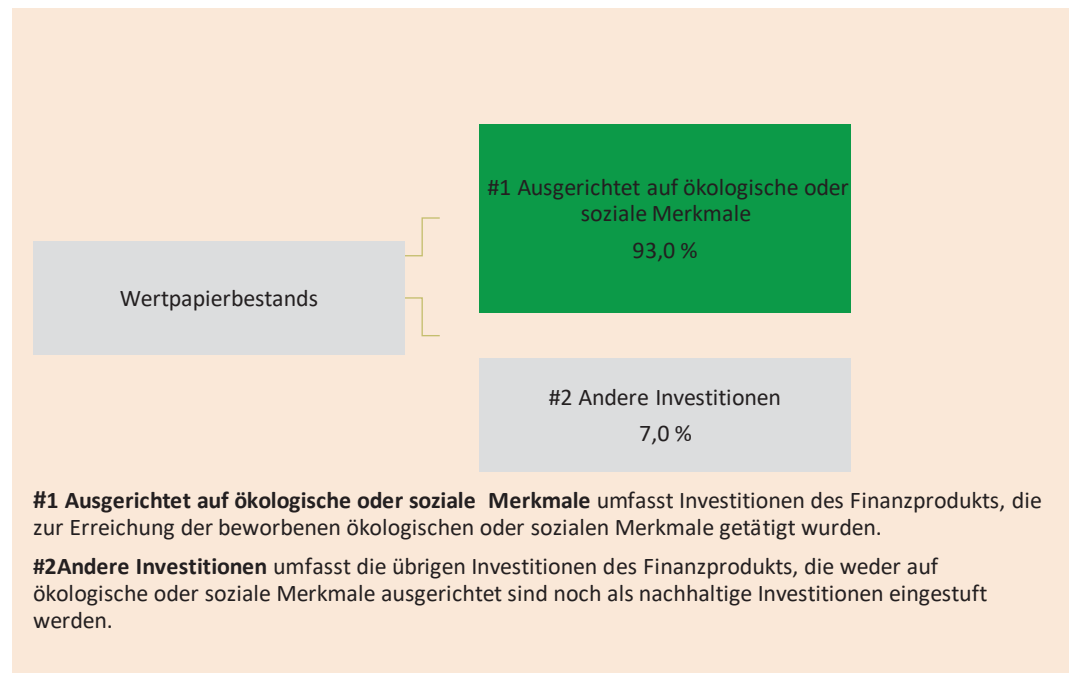 #1 Ausgerichtet auf ökologische oder
soziale Merkmale
93,0 %
Wertpapierbestands
#2 Andere Investitionen
7,0 %
#1 Ausgerichtet auf ökologische oder soziale Merkmale umfasst Investitionen des Finanzprodukts, die
zur Erreichung der beworbenen ökologischen oder sozialen Merkmale getätigt wurden.
#2Andere Investitionen umfasst die übrigen Investitionen des Finanzprodukts, die weder auf
ökologische oder soziale Merkmale ausgerichtet sind noch als nachhaltige Investitionen eingestuft
werden.